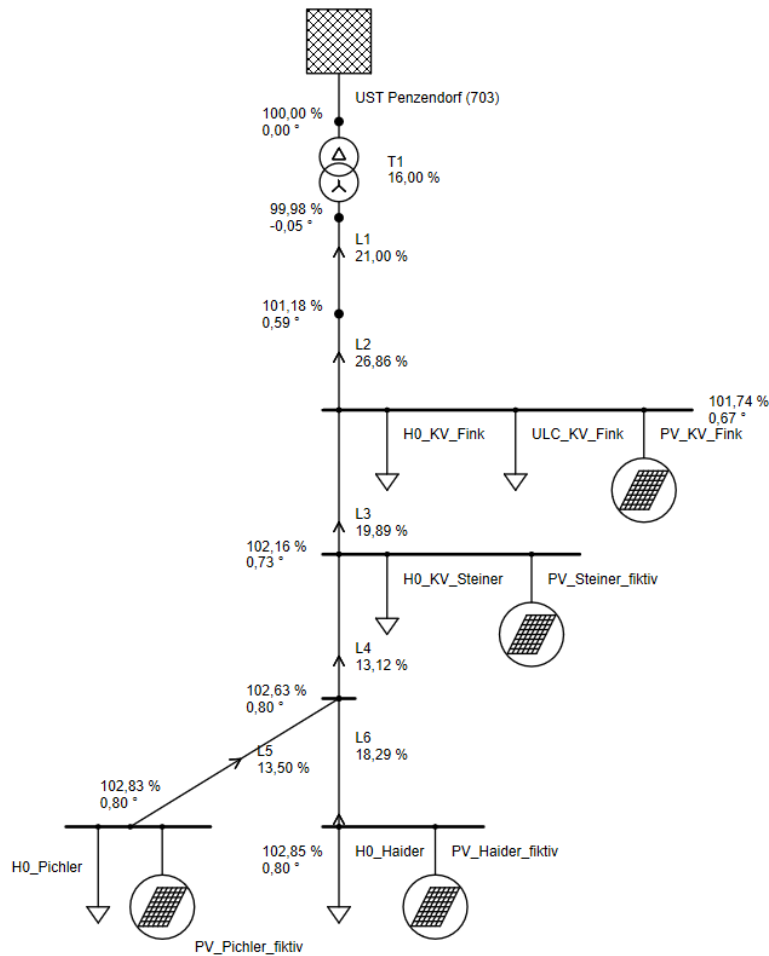 UST Penzendorf (703)
100,00 %
0,00 °
T1
16,00 %
99,98 %
-0,05 °
L1
21,00 %
101,18 %
0,59 °
L2
26,86 %
101,74 %
0,67 °
H0_KV_Fink
ULC_KV_Fink
PV_KV_Fink
L3
19,89 %
102,16 %
0,73 °
H0_KV_Steiner
PV_Steiner_fiktiv
L4
13,12 %
102,63 %
0,80 °
L5
13,50 %
L6
18,29 %
102,83 %
0,80 °
H0_Pichler
PV_Pichler_fiktiv
102,85 %
0,80 °
H0_Haider
PV_Haider_fiktiv